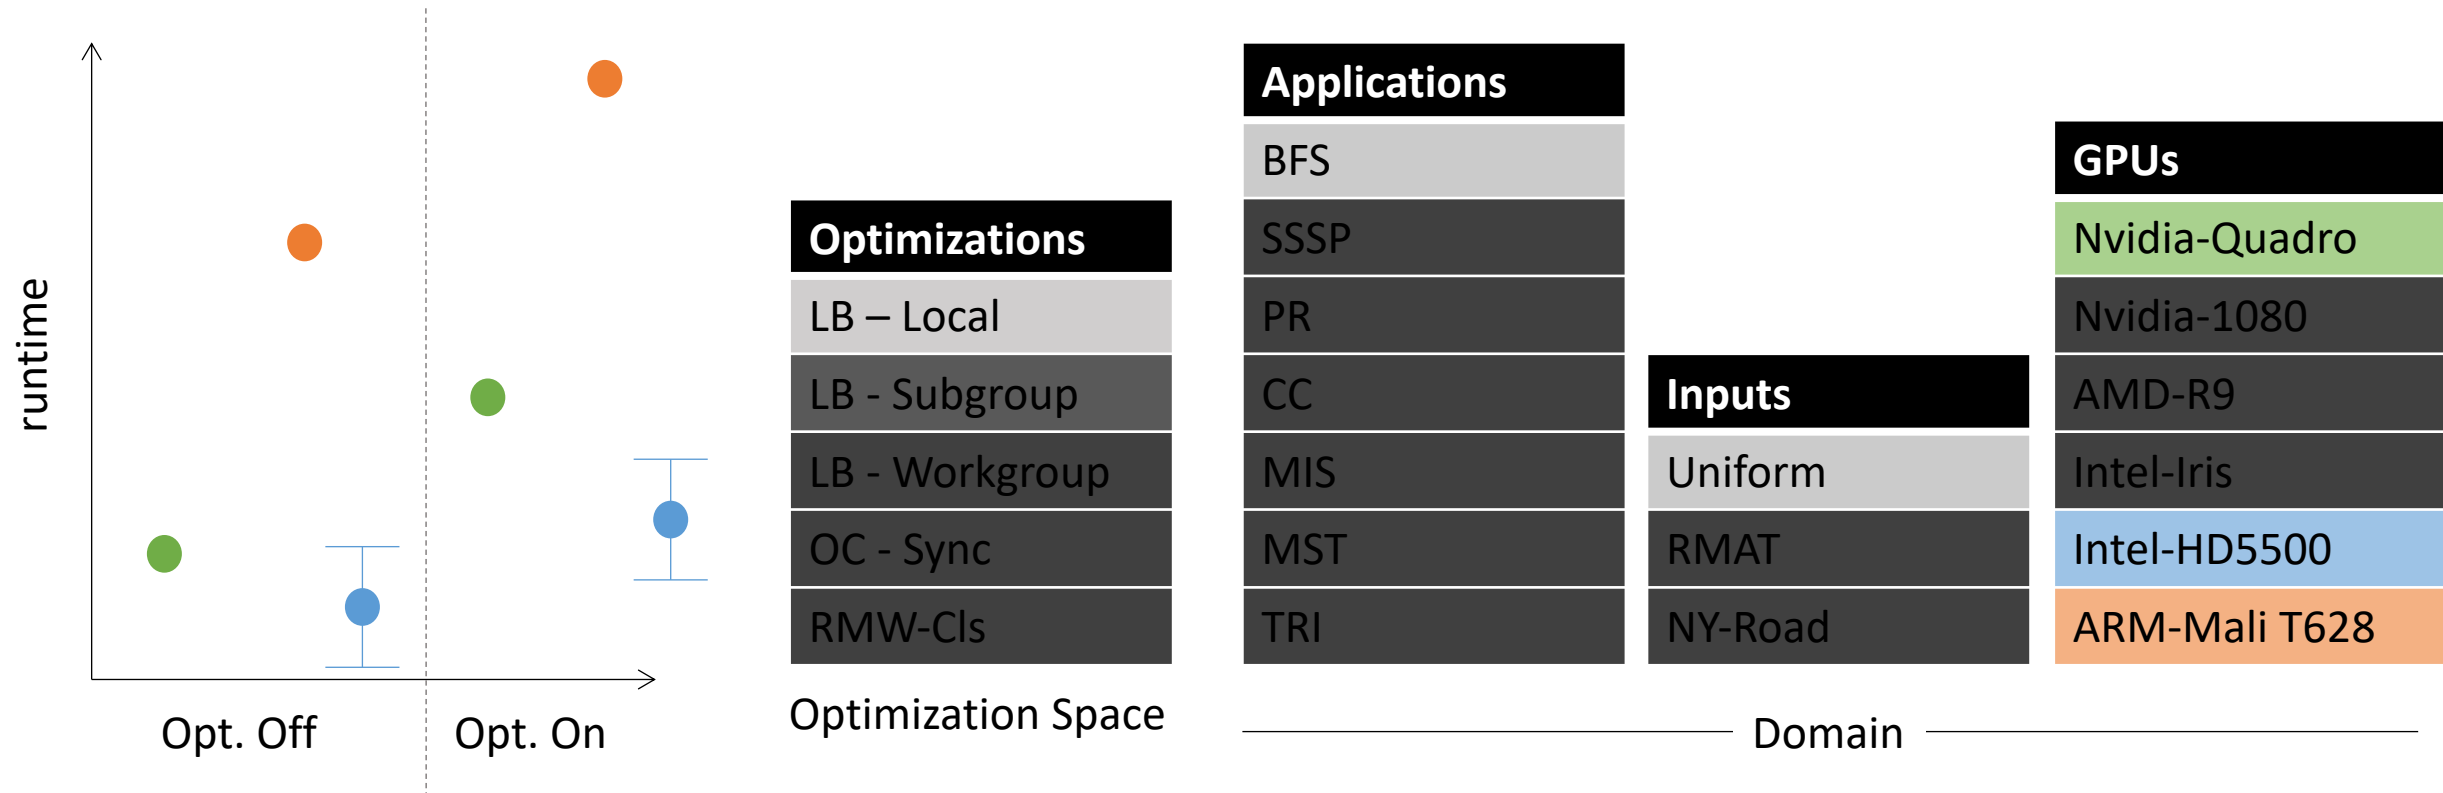 runtime
Opt. Off
Opt. On
Optimizations
LB – Local
LB - Subgroup
LB - Workgroup
OC - Sync
RMW-Cls
Optimization Space
Applications
BFS
SSSP
PR
CC
MIS
MST
TRI
Inputs
Uniform
RMAT
NY-Road
GPUs
Nvidia-Quadro
Nvidia-1080
AMD-R9
Intel-Iris
Intel-HD5500
ARM-Mali T628
Domain